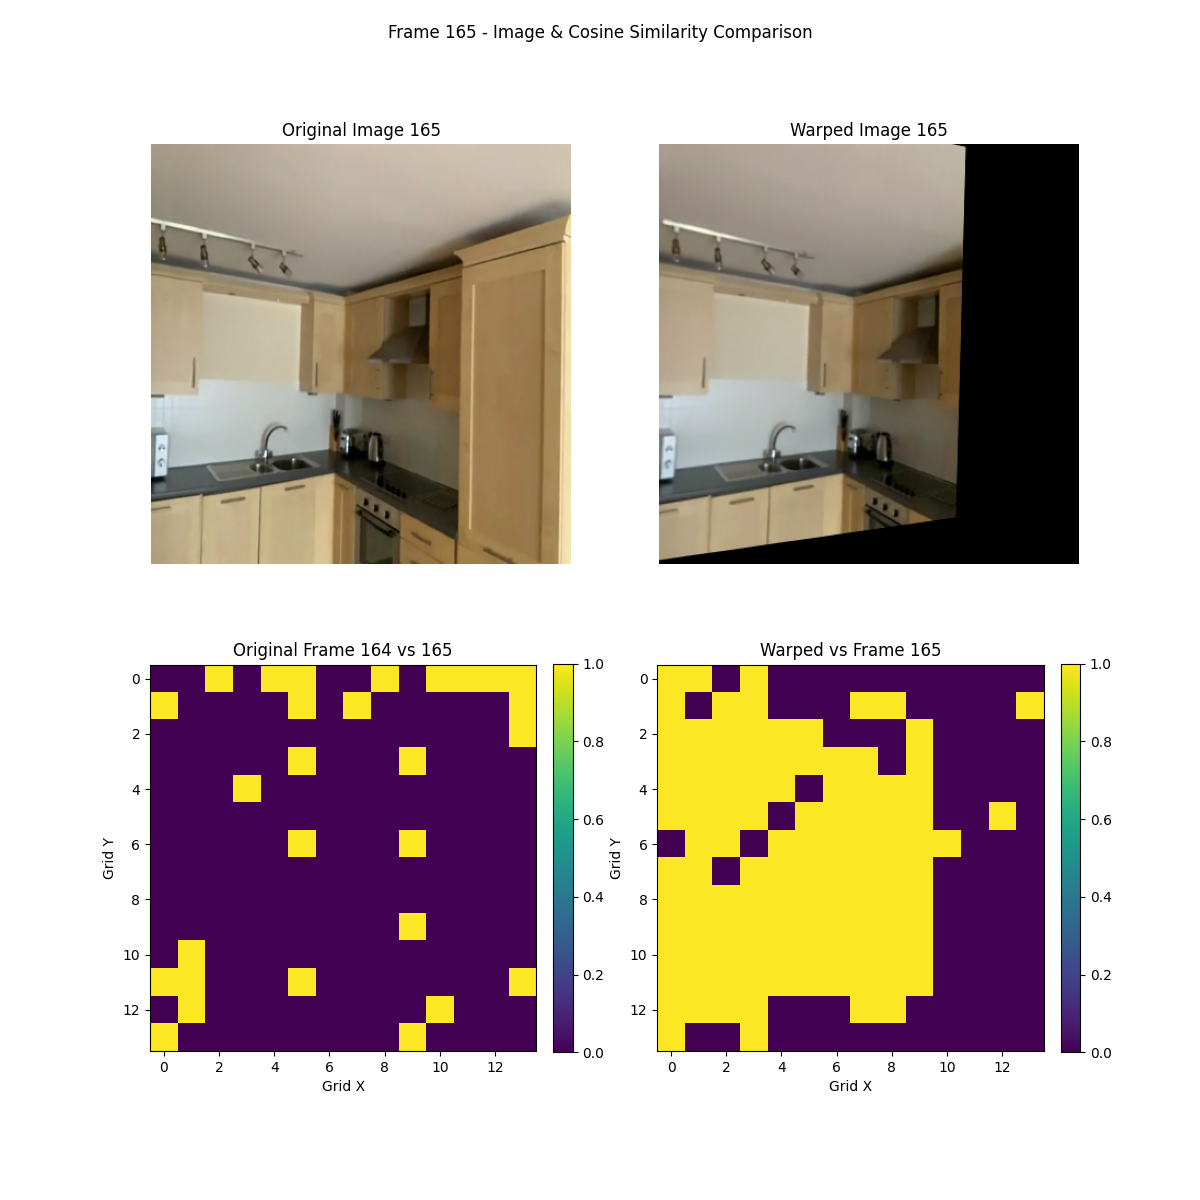 Frame 165 - Image & Cosine Similarity Comparison
Original Image 165
Warped Image 165
Original Frame 164 vs 165
Warped vs Frame 165
0
2
4
6
8
10
12
Grid Y
0 2 4 6 8 10 12
Grid X
1.0
0.8
0.6
0.4
0.2
0.0
0
2
4
6
8
10
12
Grid Y
0 2 4 6 8 10 12
Grid X
1.0
0.8
0.6
0.4
0.2
0.0